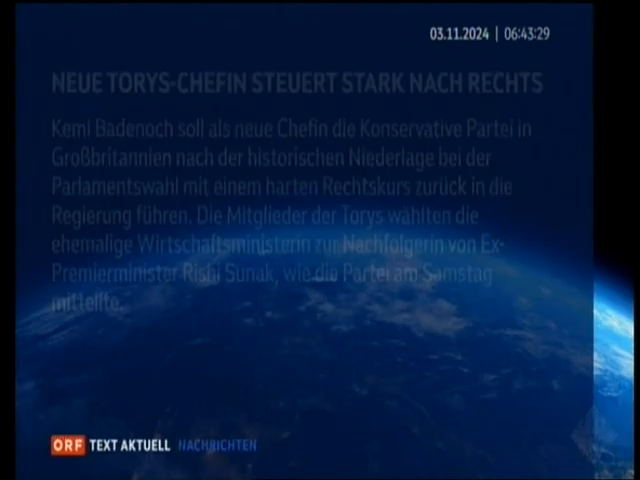 03.11.2024 | 06:43:29
NEUE TORYS-CHEFIN STEUERT STARK NACH RECHTS
Kemi Badenoch soll als neue Chefin die Konservative Partei in
Großbritannien nach der historischen Niederlage bei der
Parlamentswahl mit einem harten Rechtskurs zurück in die
Regierung führen. Die Mitglieder der Torys wählten die
ehemalige Wirtschaftsministerin zur Nachfolgerin von Ex-
Premierminister Rishi Sunak, wie die Partei am Samstag
mitteilte.
ORF TEXT AKTUELL NACHRICHTEN